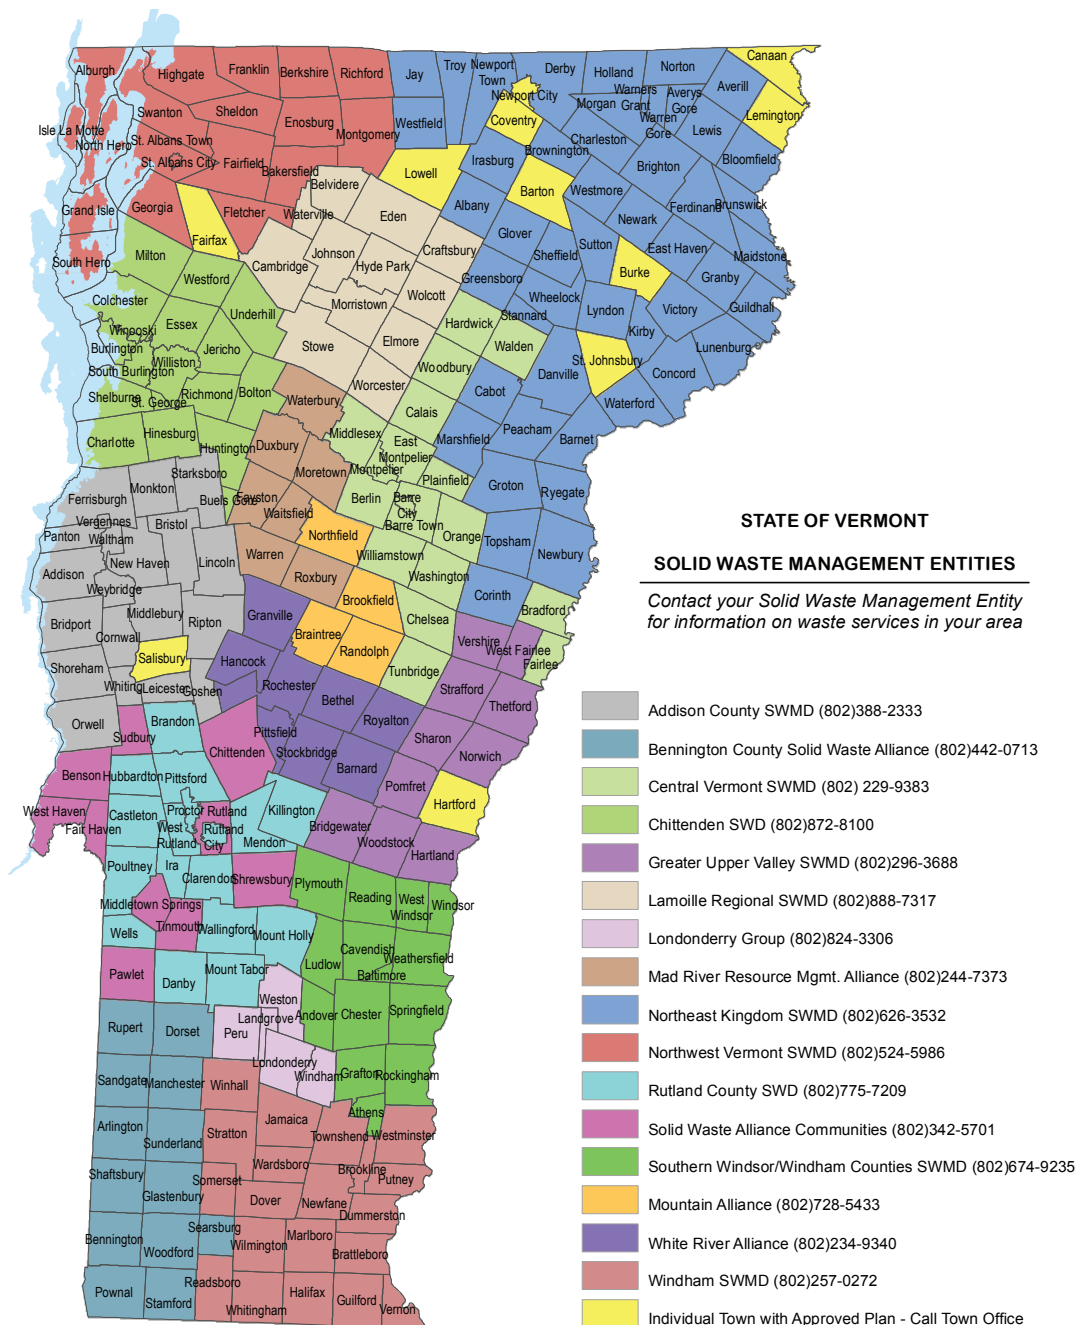 Alburgh
Highgate
Franklin
Berkshire
Richford
Jay
Troy
Newport
Town
Derby
Holland
Norton
Canaan
Averill
Warners
Grant
Averys
Gore
Morgan
Warren
Gore
Lewis
Lemington
Newport City
Coventry
Swanton
Sheldon
Enosburg
Montgomery
Westfield
Isle La Motte
North Hero
St. Albans Town
St. Albans City
Fairfield
Bakersfield
Belvidere
Lowell
Irasburg
Brownington
Charleston
Brighton
Bloomfield
Barton
Westmore
Ferdinand
Brunswick
Grand Isle
Georgia
Fairfax
Fletcher
Waterville
Eden
Albany
Glover
Newark
South Hero
Milton
Westford
Cambridge
Johnson
Hyde Park
Craftsbury
Greensboro
Sheffield
Sutton
Burke
East Haven
Maidstone
Granby
Colchester
Underhill
Morristown
Wolcott
Wheelock
Stannard
Lyndon
Kirby
Victory
Guildhall
Winooski
Essex
Burlington
Jericho
Stowe
Elmore
Hardwick
Walden
St. Johnsbury
Lunenburg
Williston
South Burlington
Woodbury
Danville
Concord
Shelburne
St. George
Richmond
Bolton
Waterbury
Worcester
Calais
Cabot
Waterford
Charlotte
Hinesburg
Huntington
Duxbury
Middlesex
East
Montpelier
Montpelier
Marshfield
Peacham
Barnet
Starksboro
Monkton
Ferrisburgh
Buels Gore
Fayston
Moretown
Waitsfield
Berlin
Barre
City
Plainfield
Groton
Ryegate
Vergennes
Panton
Waltham
Bristol
Northfield
Barre Town
Orange
Topsham
Newbury
Addison
New Haven
Lincoln
Warren
Williamstown
Weybridge
Roxbury
Washington
Corinth
Bradford
Bridport
Middlebury
Cornwall
Ripton
Granville
Brookfield
Braintree
Chelsea
Vershire
West Fairlee
Fairlee
Shoreham
Salisbury
Hancock
Randolph
Tunbridge
Whiting
Leicester
Goshen
Rochester
Strafford
Thetford
Orwell
Sudbury
Brandon
Bethel
Royalton
Sharon
Norwich
Chittenden
Pittsfield
Stockbridge
Barnard
Benson
Hubbardton
Pittsford
Pomfret
Hartford
West Haven
Fair Haven
Castleton
Proctor
Rutland
West
Rutland
Rutland
City
Killington
Mendon
Bridgewater
Woodstock
Hartland
Poultney
Ira
Clarendon
Shrewsbury
Plymouth
Reading
West
Windsor
Windsor
Middletown Springs
Tinmouth
Wallingford
Mount Holly
Wells
Cavendish
Ludlow
Baltimore
Weathersfield
Pawlet
Danby
Mount Tabor
Weston
Landgrove
Andover
Chester
Springfield
Rupert
Dorset
Peru
Londonderry
Windham
Grafton
Rockingham
Sandgate
Manchester
Winhall
Athens
Arlington
Sunderland
Stratton
Jamaica
Townshend
Westminster
Shaftsbury
Glastenbury
Somerset
Wardsboro
Brookline
Putney
Dover
Newfane
Dummerston
Bennington
Woodford
Searsburg
Wilmington
Marlboro
Brattleboro
Pownal
Stamford
Readsboro
Whitingham
Halifax
Guilford
Vernon
STATE OF VERMONT
SOLID WASTE MANAGEMENT ENTITIES
Contact your Solid Waste Management Entity
for information on waste services in your area
Addison County SWMD (802)388-2333
Bennington County Solid Waste Alliance (802)442-0713
Central Vermont SWMD (802) 229-9383
Chittenden SWD (802)872-8100
Greater Upper Valley SWMD (802)296-3688
Lamoille Regional SWMD (802)888-7317
Londonderry Group (802)824-3306
Mad River Resource Mgmt. Alliance (802)244-7373
Northeast Kingdom SWMD (802)626-3532
Northwest Vermont SWMD (802)524-5986
Rutland County SWD (802)775-7209
Solid Waste Alliance Communities (802)342-5701
Southern Windsor/Windham Counties SWMD (802)674-9235
Mountain Alliance (802)728-5433
White River Alliance (802)234-9340
Windham SWMD (802)257-0272
Individual Town with Approved Plan - Call Town Office